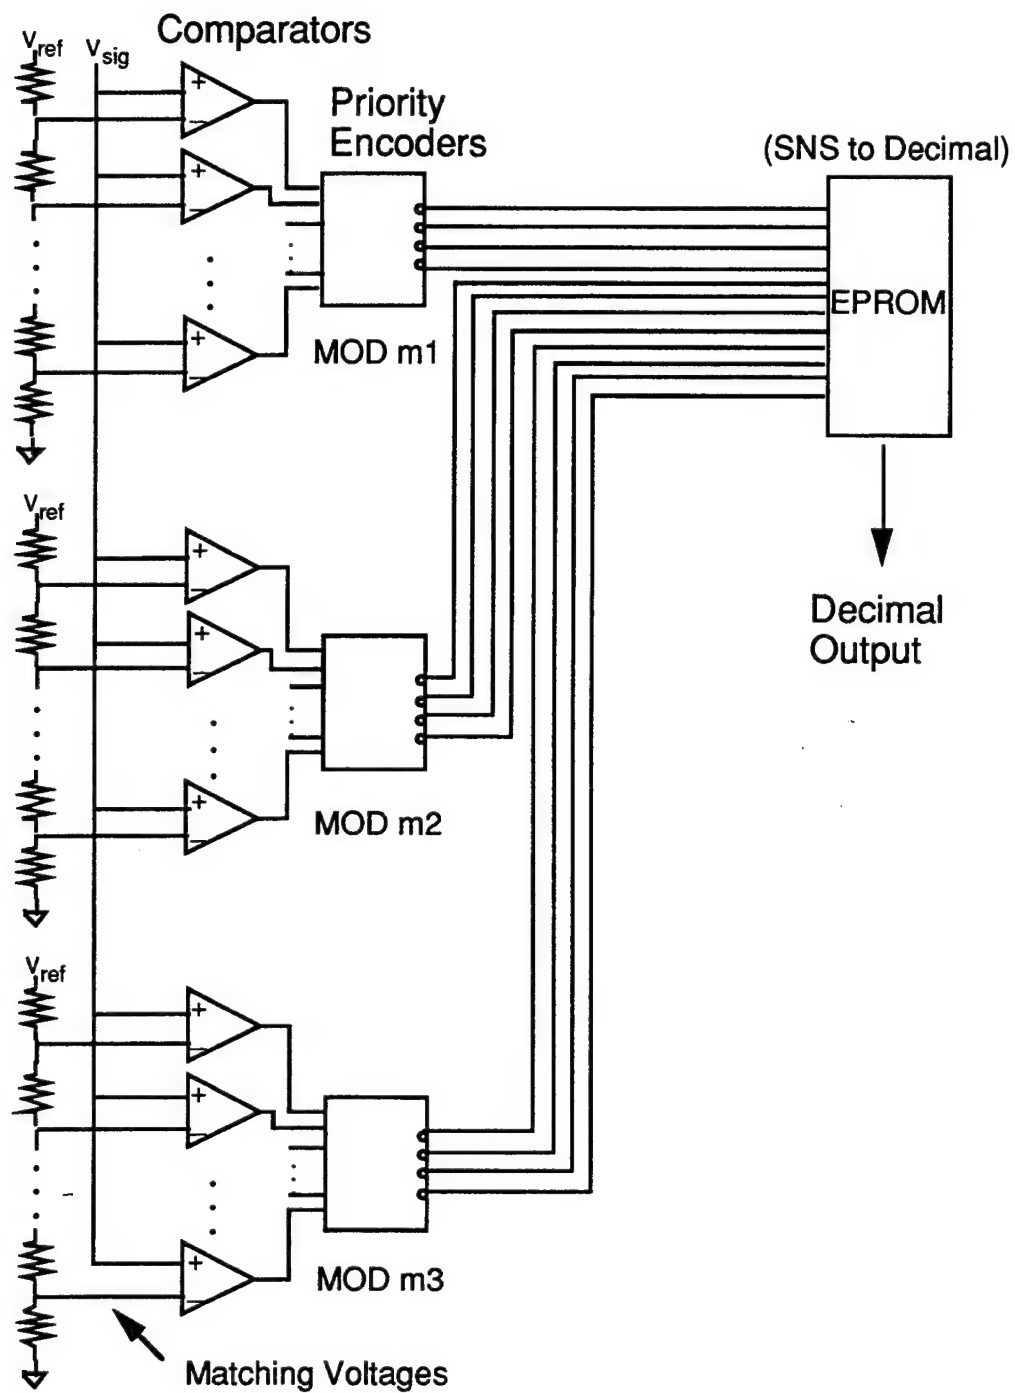 Comparators
Vref
Vsig
Priority
Encoders
(SNS to Decimal)
EPROM
MOD m1
Decimal
Output
Vref
MOD m2
Vref
MOD m3
Matching Voltages
+
−
+
−
+
−
+
−
+
−
+
−
+
−
+
−
+
−